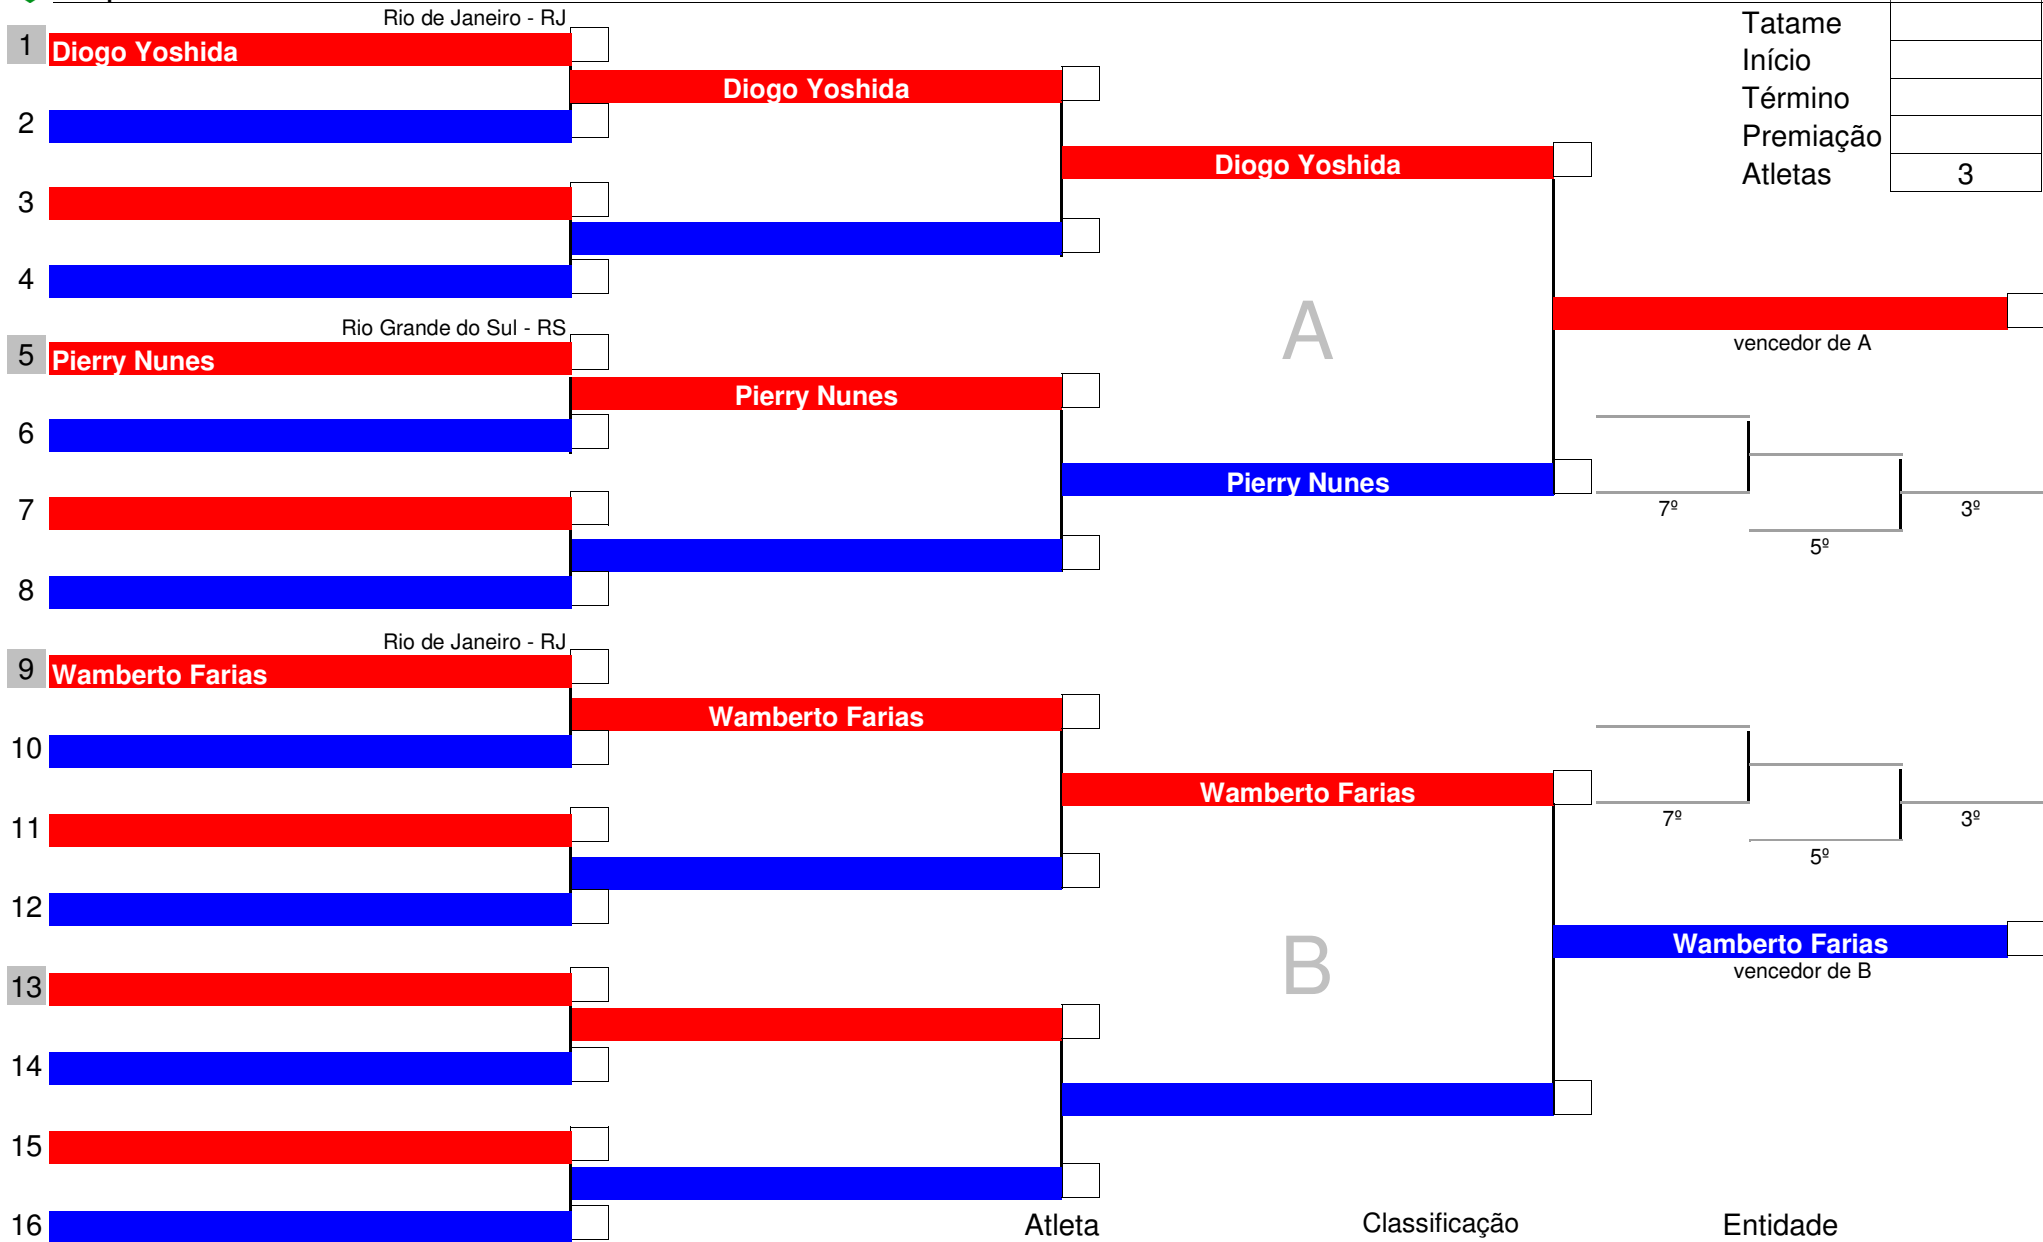 Rio de Janeiro - RJ
1 Diogo Yoshida
Diogo Yoshida
2
Diogo Yoshida
3
4
Tatame
Início
Término
Premiação
Atletas 3
Rio Grande do Sul - RS
5 Pierry Nunes
A
vencedor de A
Pierry Nunes
6
Pierry Nunes
7
7º
3º
5º
8
Rio de Janeiro - RJ
9 Wamberto Farias
Wamberto Farias
10
Wamberto Farias
11
7º
3º
5º
12
Wamberto Farias
vencedor de B
B
13
14
15
16
Atleta Classificação Entidade